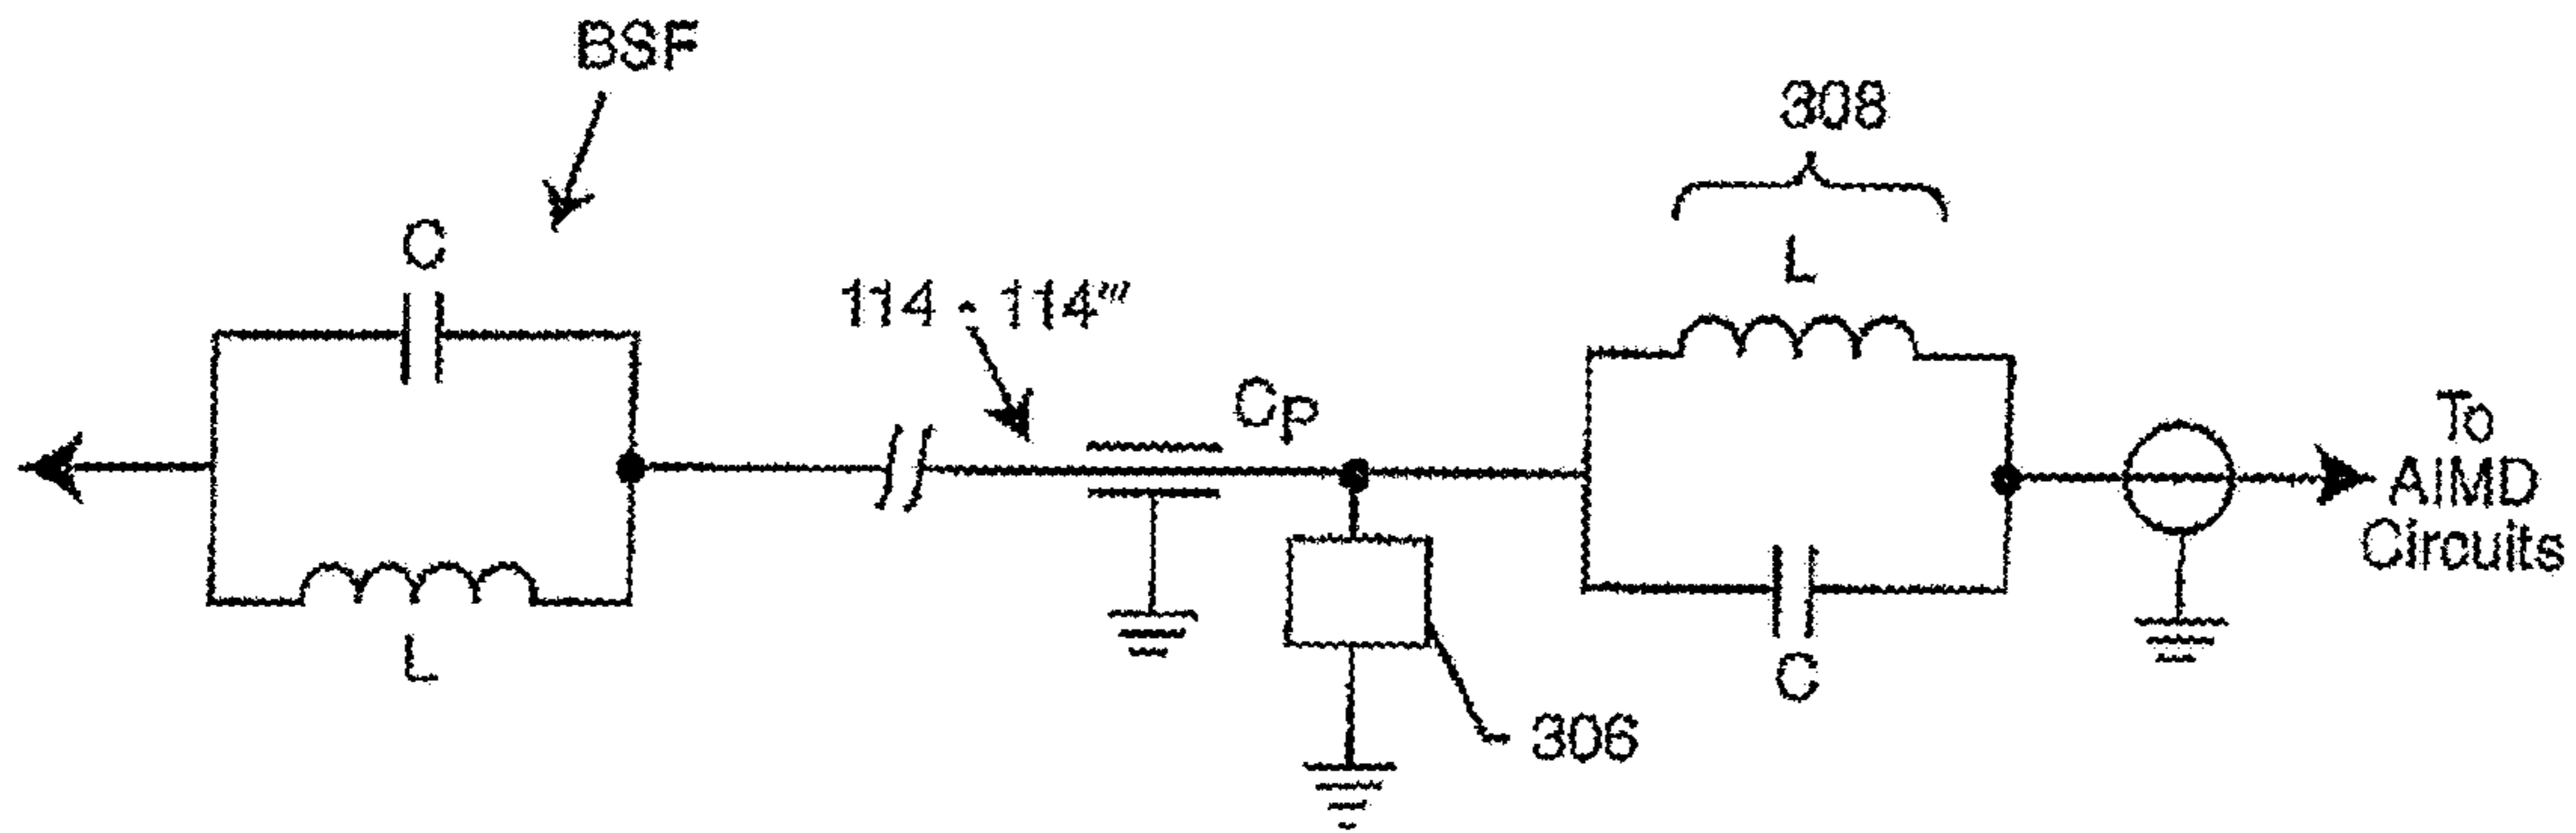 BSF
308
C
L
114 - 114'''
CP
To
AIMD
Circuits
L
C
306